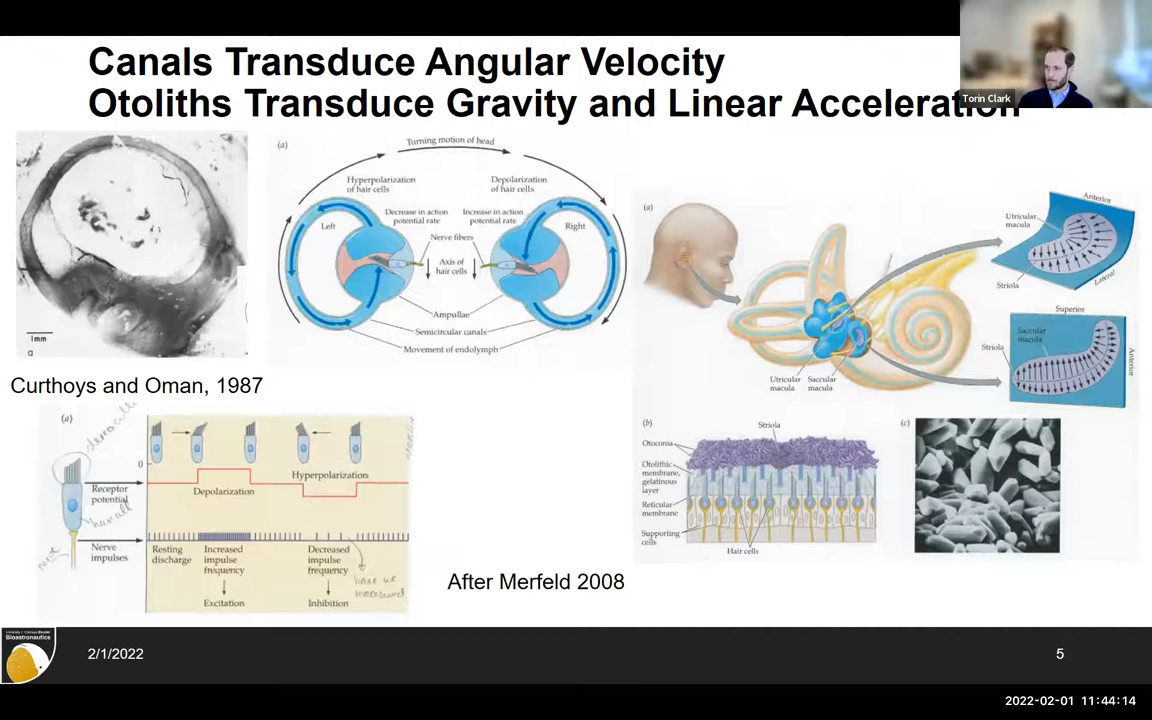 Canals Transduce Angular Velocity
Otoliths Transduce Gravity and Linear Acceleration
Torin Clark
1mm
a
Curthoys and Oman, 1987
(a)
Turning motion of head
Hyperpolarization
of hair cells
Depolarization
of hair cells
Left
Decrease in action
potential rate
Increase in action
potential rate
Right
Nerve fibers
Axis of
hair cells
Ampullae
Semicircular canals
Movement of endolymph
(a)
0
Receptor
potential
hair cell
Nerve
impulses
Depolarization
Hyperpolarization
Resting
discharge
Increased
impulse
frequency
Decreased
impulse
frequency
Excitation
Inhibition
After Merfeld 2008
(a)
Utricular
macula
Saccular
macula
Anterior
Utricular
macula
Striola
Lateral
Superior
Saccular
macula
Striola
Anterior
(b)
Striola
Otoconia
Otolithic
membrane,
gelatinous
layer
Reticular
membrane
Supporting
cells
Hair cells
(c)
Bioastronautics
2/1/2022
5
2022-02-01 11:44:14